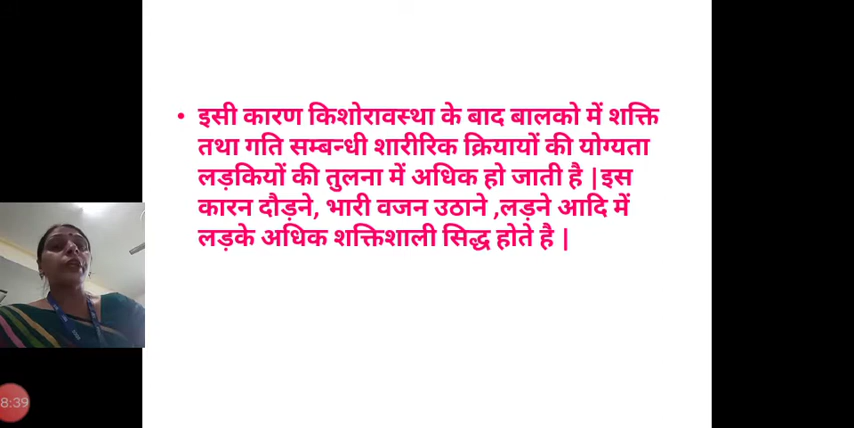 • इसी कारण किशोरावस्था के बाद बालको में शक्ति
तथा गति सम्बन्धी शारीरिक क्रियायों की योग्यता
लड़कियों की तुलना में अधिक हो जाती है |इस
कारन दौड़ने, भारी वजन उठाने ,लड़ने आदि में
लड़के अधिक शक्तिशाली सिद्ध होते है |
8:39